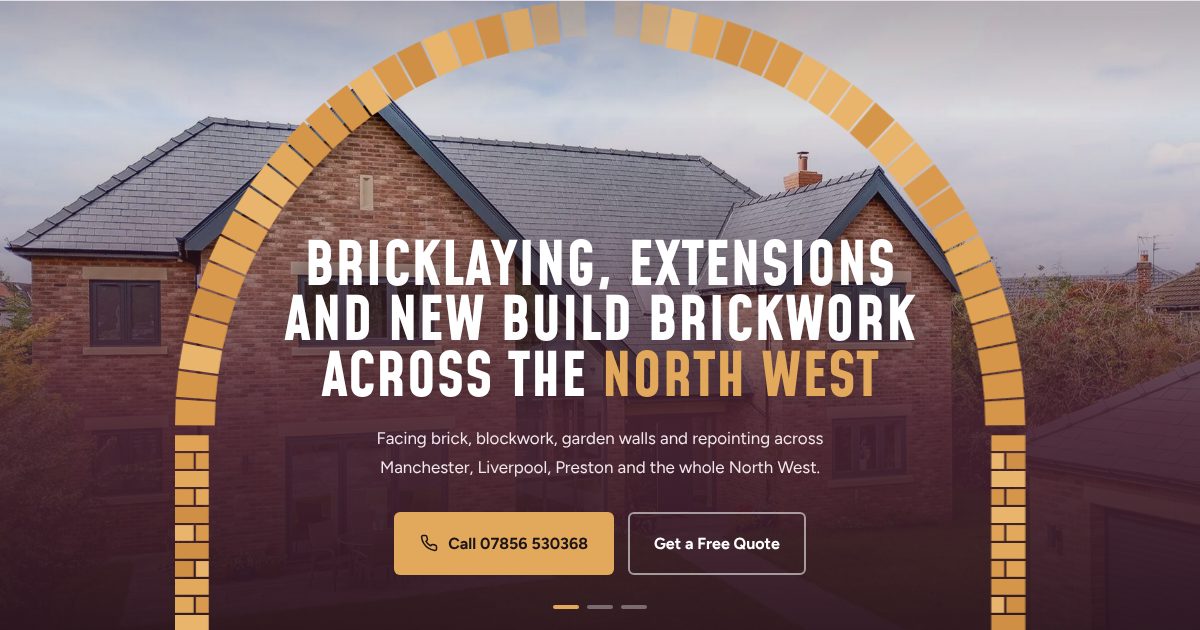 BRICKLAYING, EXTENSIONS
AND NEW BUILD BRICKWORK
ACROSS THE NORTH WEST
Facing brick, blockwork, garden walls and repointing across
Manchester, Liverpool, Preston and the whole North West.
Call 07856 530368
Get a Free Quote